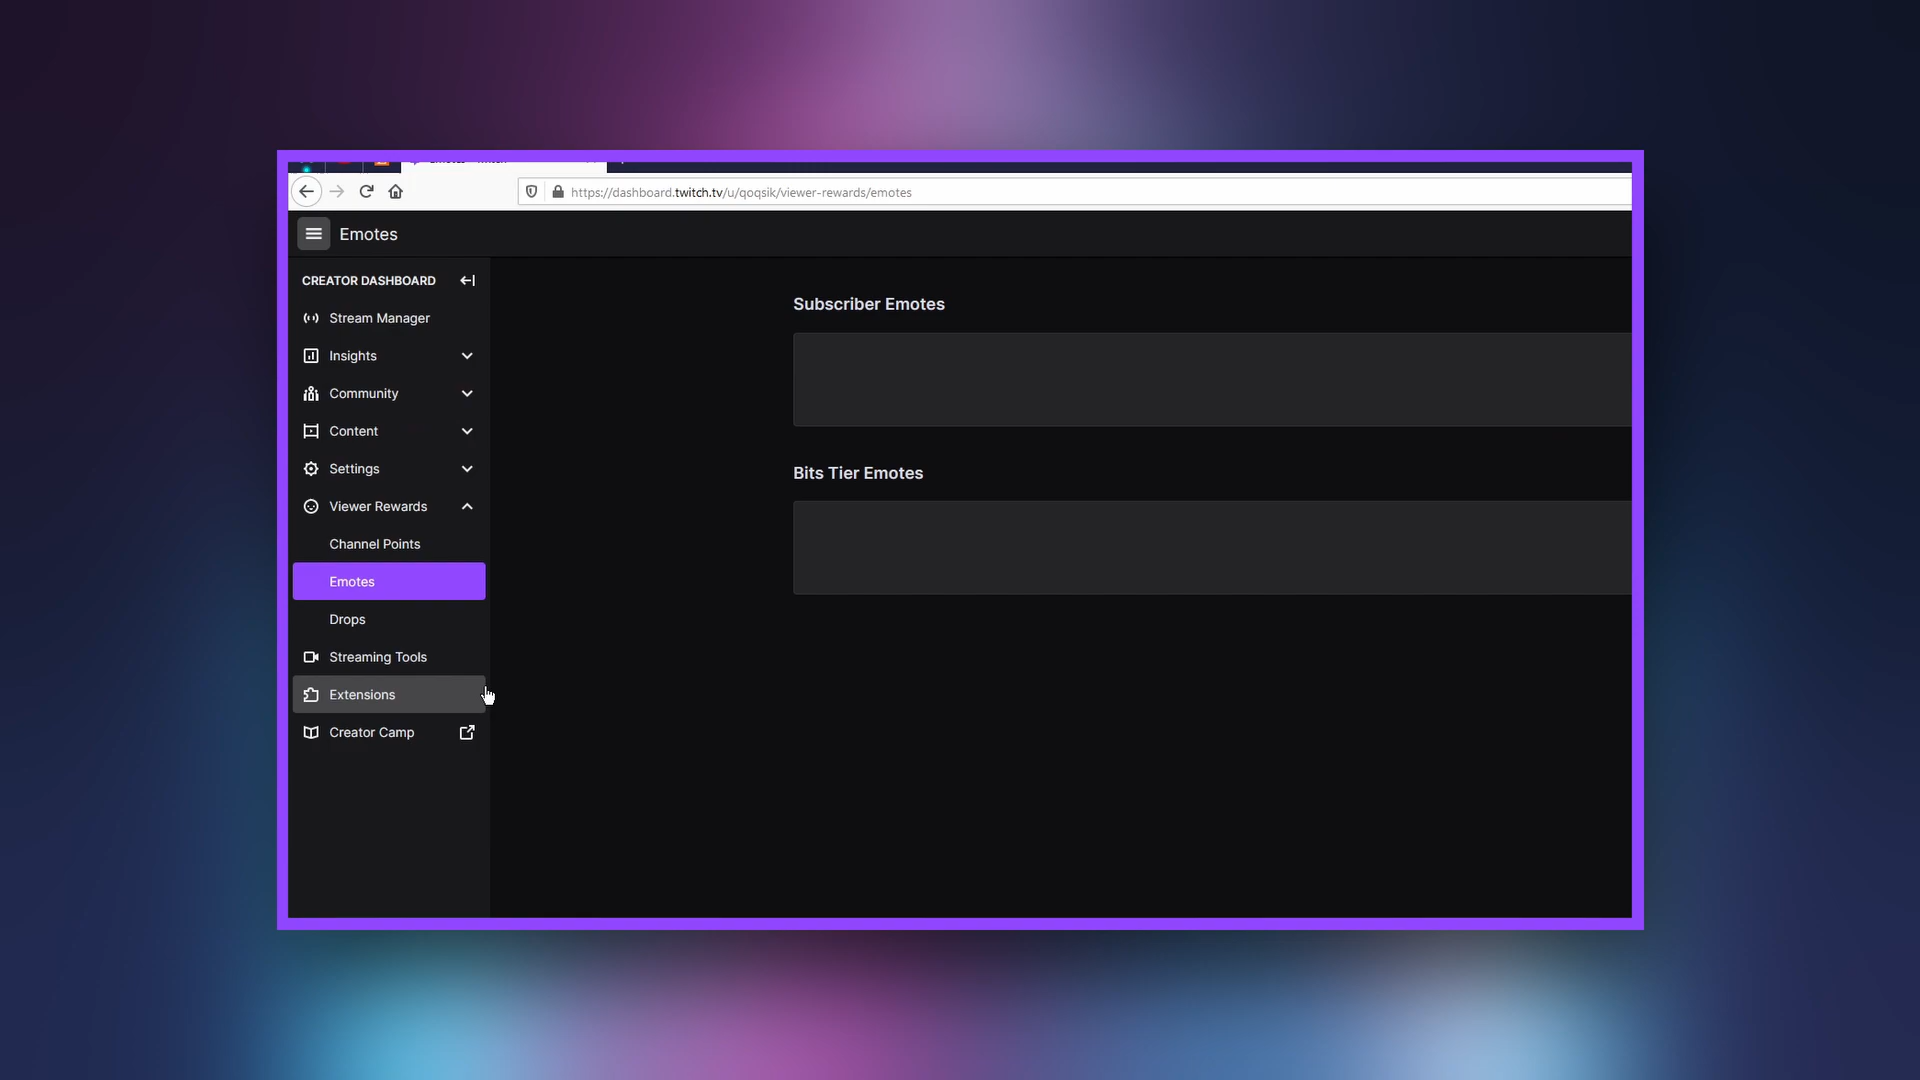 https://dashboard.twitch.tv/u/qoqsik/viewer-rewards/emotes
Emotes
CREATOR DASHBOARD
Stream Manager
Insights
Community
Content
Settings
Viewer Rewards
Channel Points
Emotes
Drops
Streaming Tools
Extensions
Creator Camp
Subscriber Emotes
Bits Tier Emotes